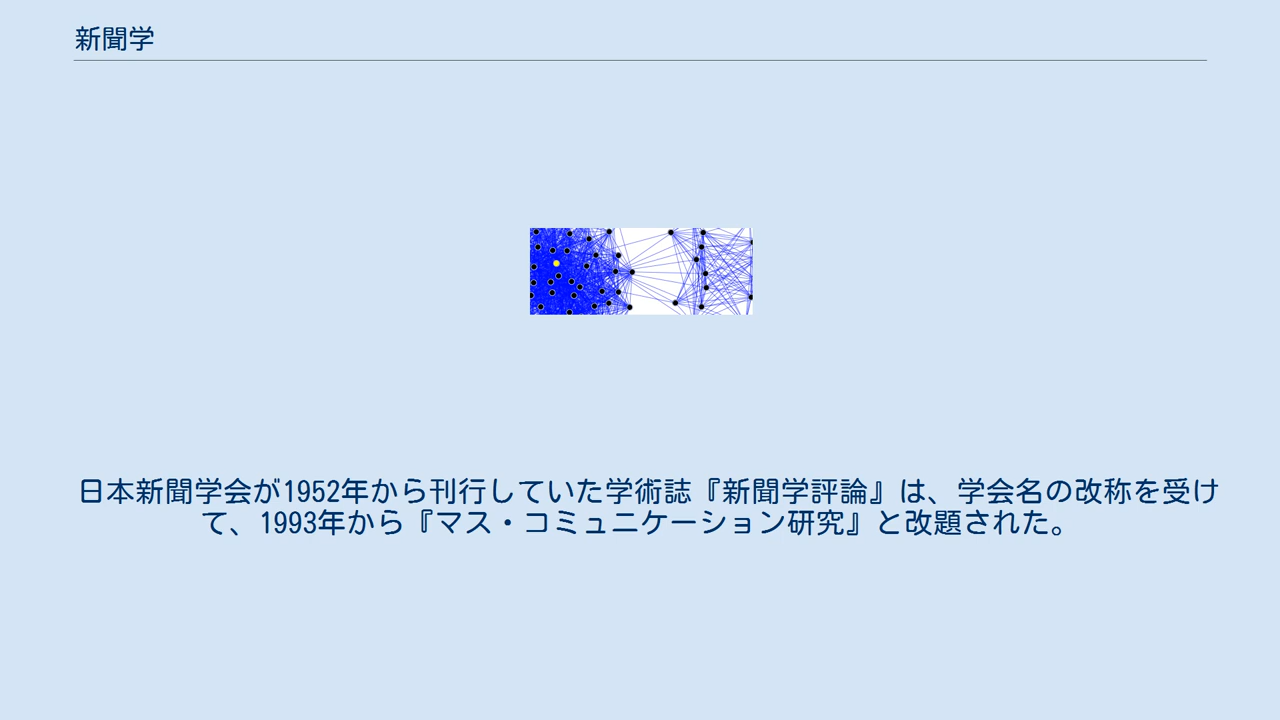 新聞学
日本新聞学会が1952年から刊行していた学術誌『新聞学評論』は、学会名の改称を受け
て、1993年から『マス・コミュニケーション研究』と改題された。